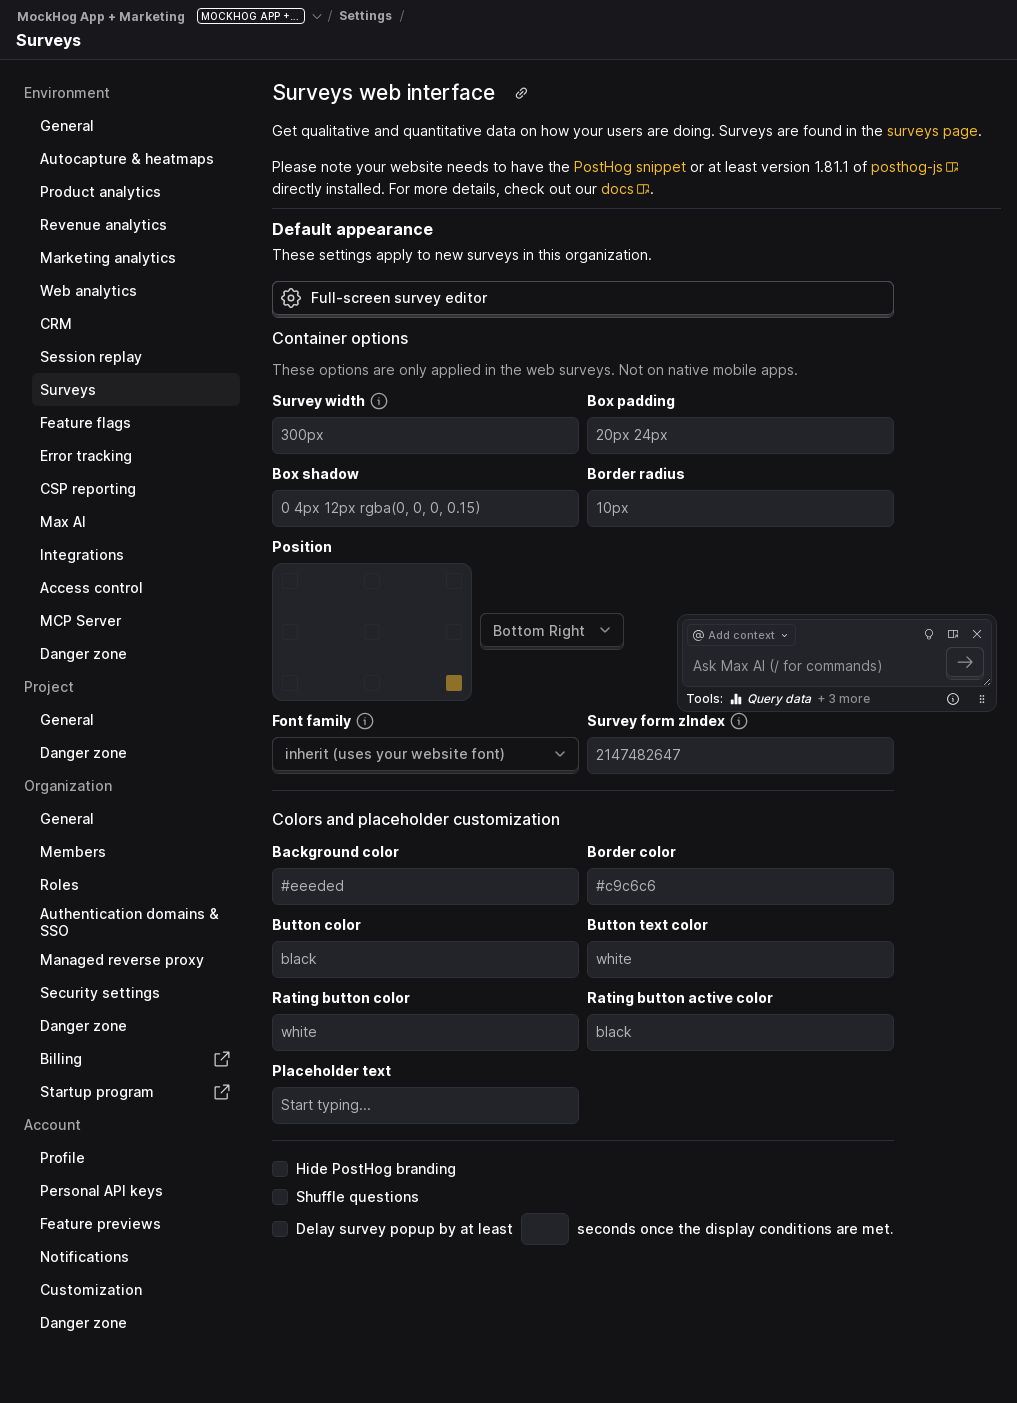 MockHog App + Marketing MOCKHOG APP +... / Settings /
Surveys
Environment
General
Autocapture & heatmaps
Product analytics
Revenue analytics
Marketing analytics
Web analytics
CRM
Session replay
Surveys
Feature flags
Error tracking
CSP reporting
Max AI
Integrations
Access control
MCP Server
Danger zone
Project
General
Danger zone
Organization
General
Members
Roles
Authentication domains &
SSO
Managed reverse proxy
Security settings
Danger zone
Billing
Startup program
Account
Profile
Personal API keys
Feature previews
Notifications
Customization
Danger zone
Surveys web interface
Get qualitative and quantitative data on how your users are doing. Surveys are found in the surveys page.
Please note your website needs to have the PostHog snippet or at least version 1.81.1 of posthog-js
directly installed. For more details, check out our docs.
Default appearance
These settings apply to new surveys in this organization.
Full-screen survey editor
Container options
These options are only applied in the web surveys. Not on native mobile apps.
Survey width Box padding
300px 20px 24px
Box shadow Border radius
0 4px 12px rgba(0, 0, 0, 0.15) 10px
Position
Bottom Right
@ Add context
Ask Max AI (/ for commands)
Tools: Query data + 3 more
Font family Survey form zIndex
inherit (uses your website font) 2147482647
Colors and placeholder customization
Background color Border color
#eeeded #c9c6c6
Button color Button text color
black white
Rating button color Rating button active color
white black
Placeholder text
Start typing...
Hide PostHog branding
Shuffle questions
Delay survey popup by at least seconds once the display conditions are met.